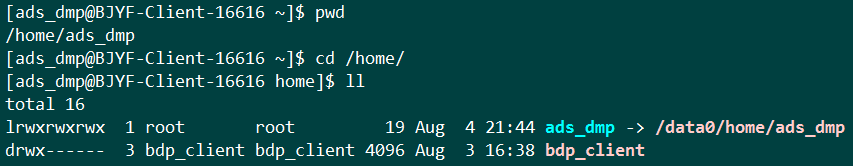 [ads_dmp@BJYF-Client-16616 ~]$ pwd
/home/ads_dmp
[ads_dmp@BJYF-Client-16616 ~]$ cd /home/
[ads_dmp@BJYF-Client-16616 home]$ ll
total 16
lrwxrwxrwx  1 root       root         19 Aug  4 21:44 ads_dmp -> /data0/home/ads_dmp
drwx------  3 bdp_client bdp_client 4096 Aug  3 16:38 bdp_client